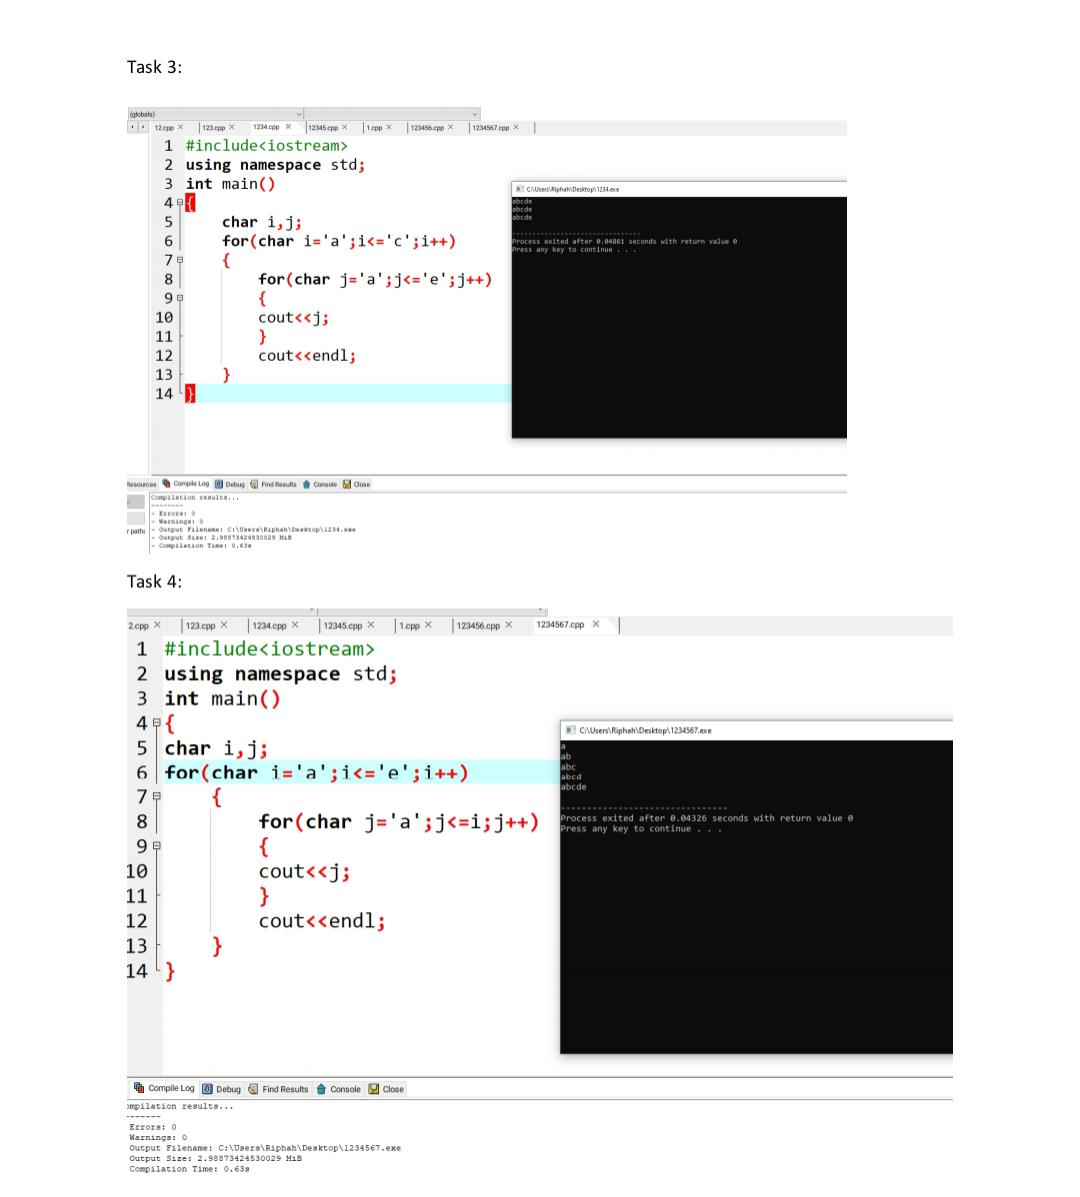 Task 3:
(globals)
12.cpp × 123.cpp × 1234.cpp × 12345.cpp × 1.cpp × 123456.cpp × 1234567.cpp ×
1 #include<iostream>
2 using namespace std;
3 int main()
4 {
5 char i,j;
6 for(char i='a';i<='c';i++)
7 {
8 for(char j='a';j<='e';j++)
9 {
10 cout<<j;
11 }
12 cout<<endl;
13 }
14 }
C:\Users\Riphah\Desktop\1234.exe
abcde
abcde
abcde
--------------------------------
Process exited after 0.04861 seconds with return value 0
Press any key to continue . . .
Resources Compile Log Debug Find Results Console Close
Compilation results...
--------
- Errors: 0
- Warnings: 0
r paths - Output Filename: C:\Users\Riphah\Desktop\1234.exe
- Output Size: 2.98873424530029 MiB
- Compilation Time: 0.63s
Task 4:
2.cpp × 123.cpp × 1234.cpp × 12345.cpp × 1.cpp × 123456.cpp × 1234567.cpp ×
1 #include<iostream>
2 using namespace std;
3 int main()
4 {
5 char i,j;
6 for(char i='a';i<='e';i++)
7 {
8 for(char j='a';j<=i;j++)
9 {
10 cout<<j;
11 }
12 cout<<endl;
13 }
14 }
C:\Users\Riphah\Desktop\1234567.exe
a
ab
abc
abcd
abcde
--------------------------------
Process exited after 0.04326 seconds with return value 0
Press any key to continue . . .
Compile Log Debug Find Results Console Close
mpilation results...
------
Errors: 0
Warnings: 0
Output Filename: C:\Users\Riphah\Desktop\1234567.exe
Output Size: 2.98873424530029 MiB
Compilation Time: 0.63s